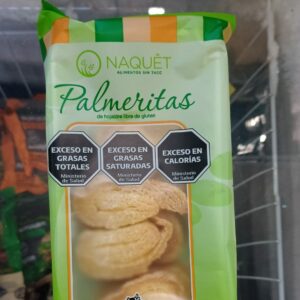 NAQUÊT
ALIMENTOS SIN TACC
Palmeritas
de hojaldre libre de gluten
EXCESO EN
GRASAS
TOTALES
Ministerio
de Salud
EXCESO EN
GRASAS
SATURADAS
Ministerio
de Salud
EXCESO EN
CALORÍAS
Ministerio
de Salud